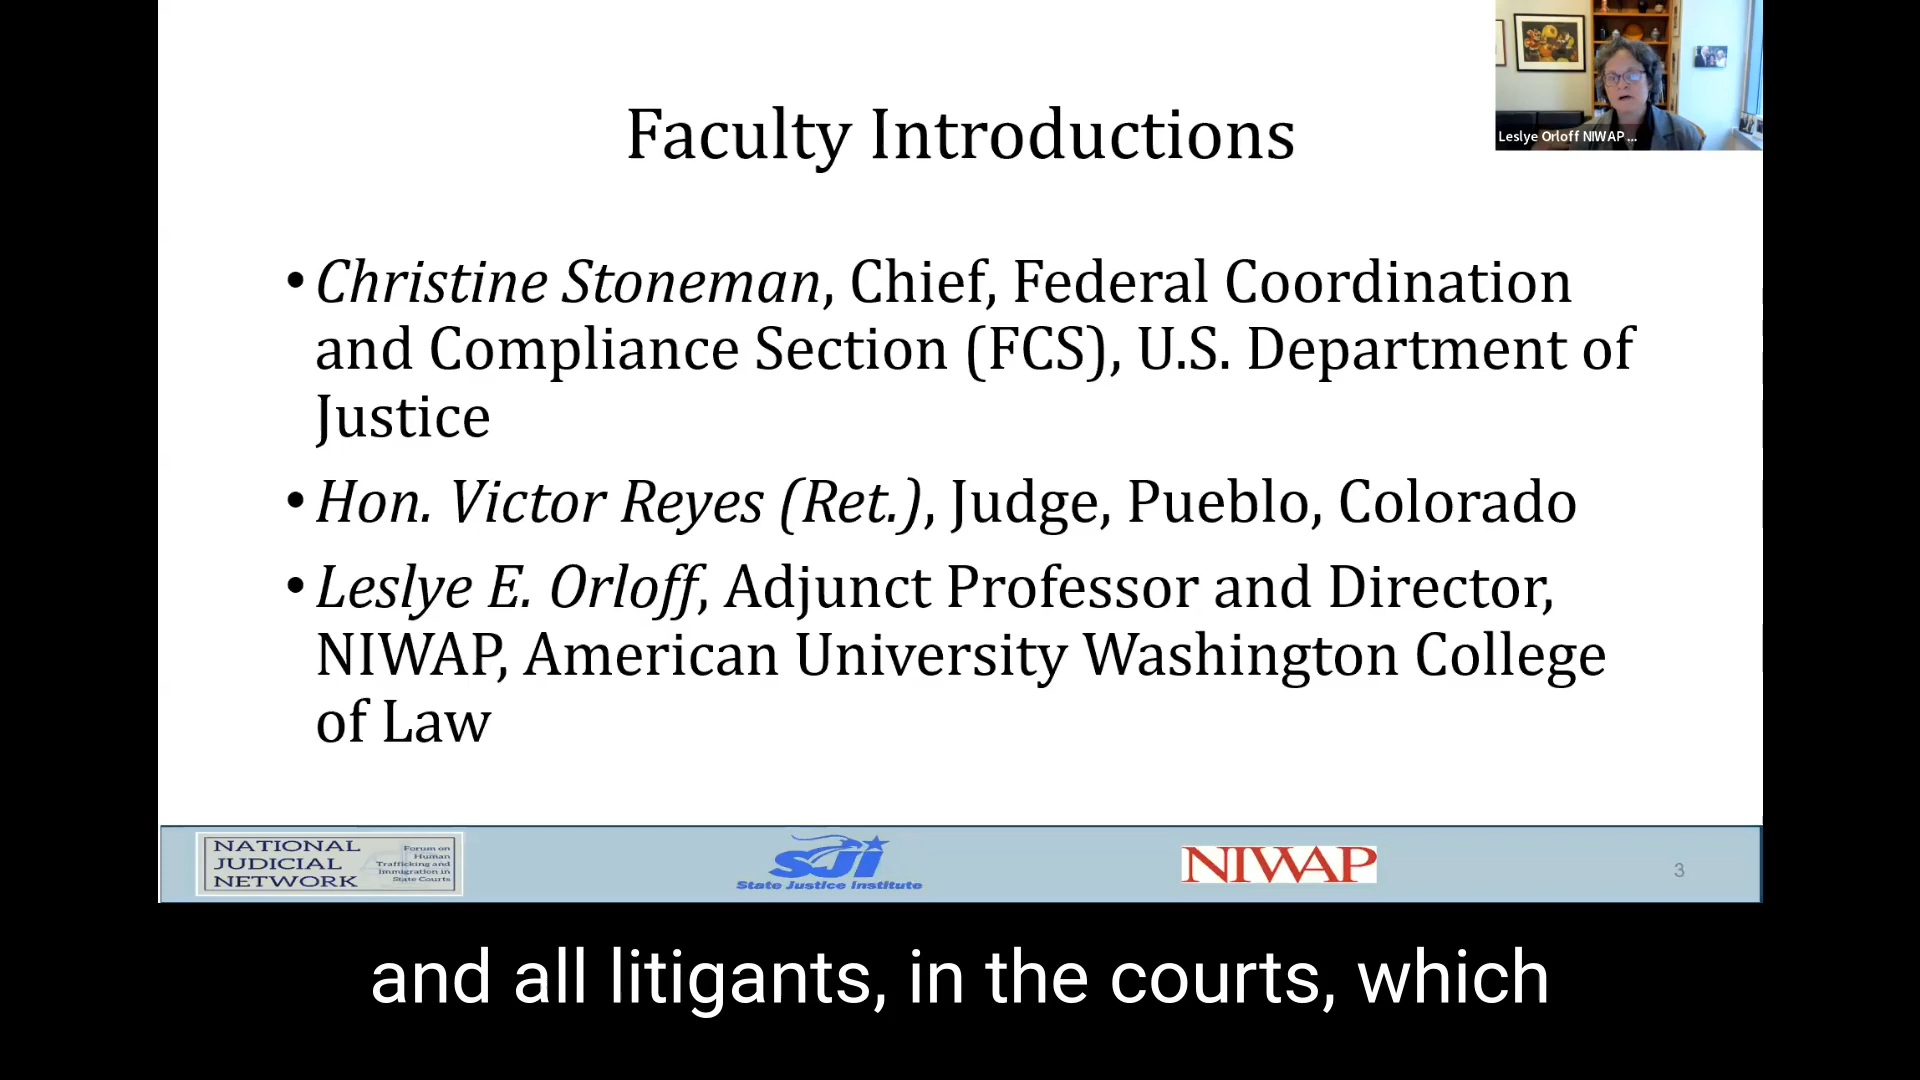 Faculty Introductions
Leslye Orloff NIWAP ...
• Christine Stoneman, Chief, Federal Coordination
and Compliance Section (FCS), U.S. Department of
Justice
• Hon. Victor Reyes (Ret.), Judge, Pueblo, Colorado
• Leslye E. Orloff, Adjunct Professor and Director,
NIWAP, American University Washington College
of Law
NATIONAL
JUDICIAL
NETWORK
Forum on
Human
Trafficking and
Immigration in
State Courts
SJI
State Justice Institute
NIWAP
3
and all litigants, in the courts, which